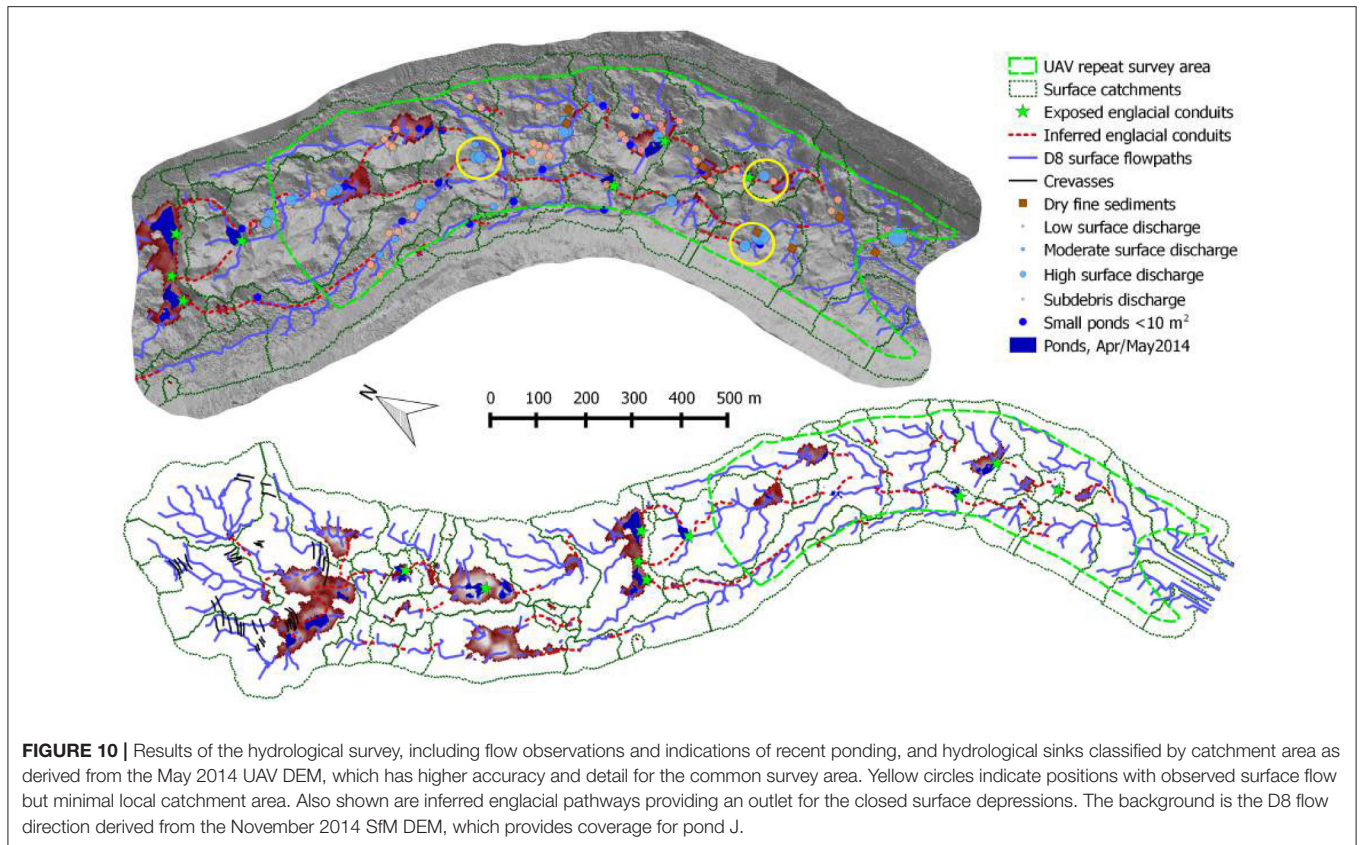 UAV repeat survey area
Surface catchments
Exposed englacial conduits
Inferred englacial conduits
D8 surface flowpaths
Crevasses
Dry fine sediments
Low surface discharge
Moderate surface discharge
High surface discharge
Subdebris discharge
Small ponds <10 m²
Ponds, Apr/May2014
N
0 100 200 300 400 500 m
FIGURE 10 | Results of the hydrological survey, including flow observations and indications of recent ponding, and hydrological sinks classified by catchment area as
derived from the May 2014 UAV DEM, which has higher accuracy and detail for the common survey area. Yellow circles indicate positions with observed surface flow
but minimal local catchment area. Also shown are inferred englacial pathways providing an outlet for the closed surface depressions. The background is the D8 flow
direction derived from the November 2014 SfM DEM, which provides coverage for pond J.